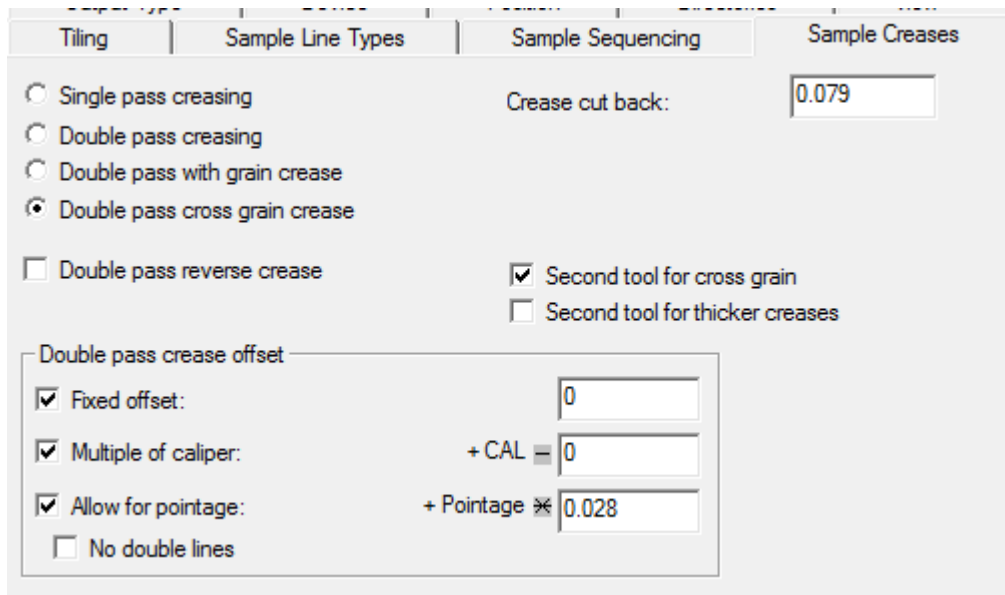 Tiling Sample Line Types Sample Sequencing Sample Creases
Single pass creasing
Crease cut back: 0.079
Double pass creasing
Double pass with grain crease
Double pass cross grain crease
Double pass reverse crease
Second tool for cross grain
Second tool for thicker creases
Double pass crease offset
Fixed offset: 0
Multiple of caliper: + CAL 0
Allow for pointage: + Pointage * 0.028
No double lines